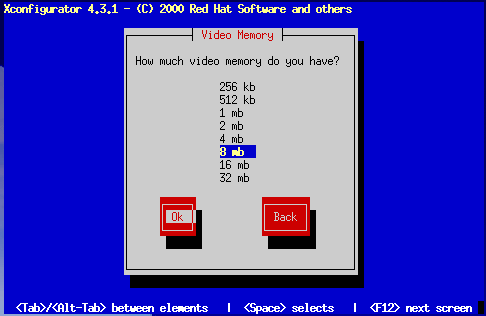 Xconfigurator 4.3.1 - (C) 2000 Red Hat Software and others
Video Memory
How much video memory do you have?
256 kb
512 kb
1 mb
2 mb
4 mb
8 mb
16 mb
32 mb
Ok Back
<Tab>/<Alt-Tab> between elements | <Space> selects | <F12> next screen